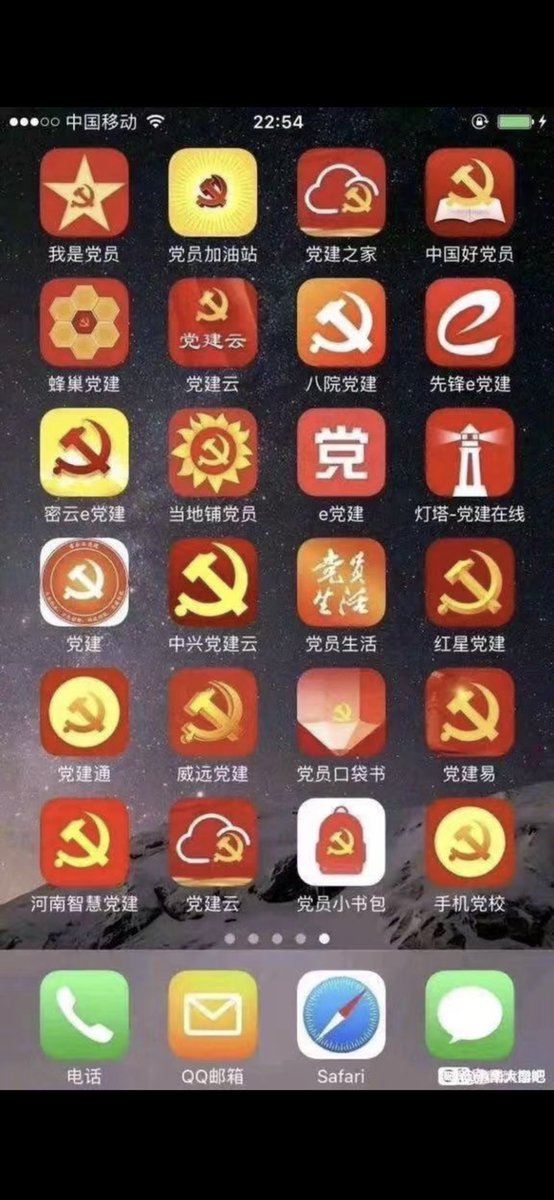 中国移动
22:54
我是党员
党员加油站
党建之家
中国好党员
党建云
蜂巢党建
党建云
八院党建
先锋e党建
党
密云e党建
当地铺党员
e党建
灯塔-党建在线
党员
生活
党建
中兴党建云
党员生活
红星党建
党建通
威远党建
党员口袋书
党建易
河南智慧党建
党建云
党员小书包
手机党校
电话
QQ邮箱
Safari